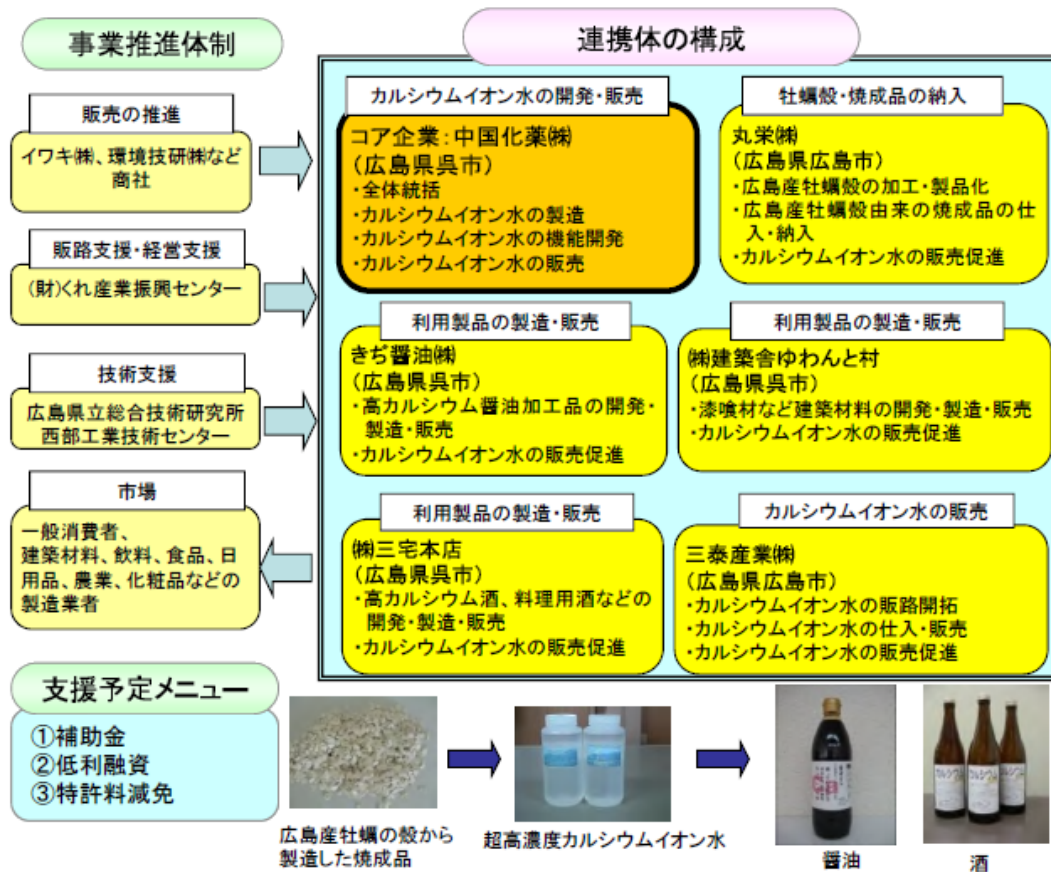 事業推進体制
販売の推進
イワキ㈱、環境技研㈱など
商社
販路支援・経営支援
(財)くれ産業振興センター
技術支援
広島県立総合技術研究所
西部工業技術センター
市場
一般消費者、
建築材料、飲料、食品、日
用品、農業、化粧品などの
製造業者
連携体の構成
カルシウムイオン水の開発・販売
コア企業：中国化薬㈱
(広島県呉市)
・全体統括
・カルシウムイオン水の製造
・カルシウムイオン水の機能開発
・カルシウムイオン水の販売
牡蠣殻・焼成品の納入
丸栄㈱
(広島県広島市)
・広島産牡蠣殻の加工・製品化
・広島産牡蠣殻由来の焼成品の仕
入・納入
・カルシウムイオン水の販売促進
利用製品の製造・販売
きぢ醤油㈱
(広島県呉市)
・高カルシウム醤油加工品の開発・
製造・販売
・カルシウムイオン水の販売促進
利用製品の製造・販売
㈱建築舎ゆわんと村
(広島県呉市)
・漆喰材など建築材料の開発・製造・販売
・カルシウムイオン水の販売促進
利用製品の製造・販売
㈱三宅本店
(広島県呉市)
・高カルシウム酒、料理用酒などの
開発・製造・販売
・カルシウムイオン水の販売促進
カルシウムイオン水の販売
三泰産業㈱
(広島県広島市)
・カルシウムイオン水の販路開拓
・カルシウムイオン水の仕入・販売
・カルシウムイオン水の販売促進
支援予定メニュー
①補助金
②低利融資
③特許料減免
広島産牡蠣の殻から
製造した焼成品
超高濃度カルシウムイオン水
Ca
醤油
カルシウム
酒